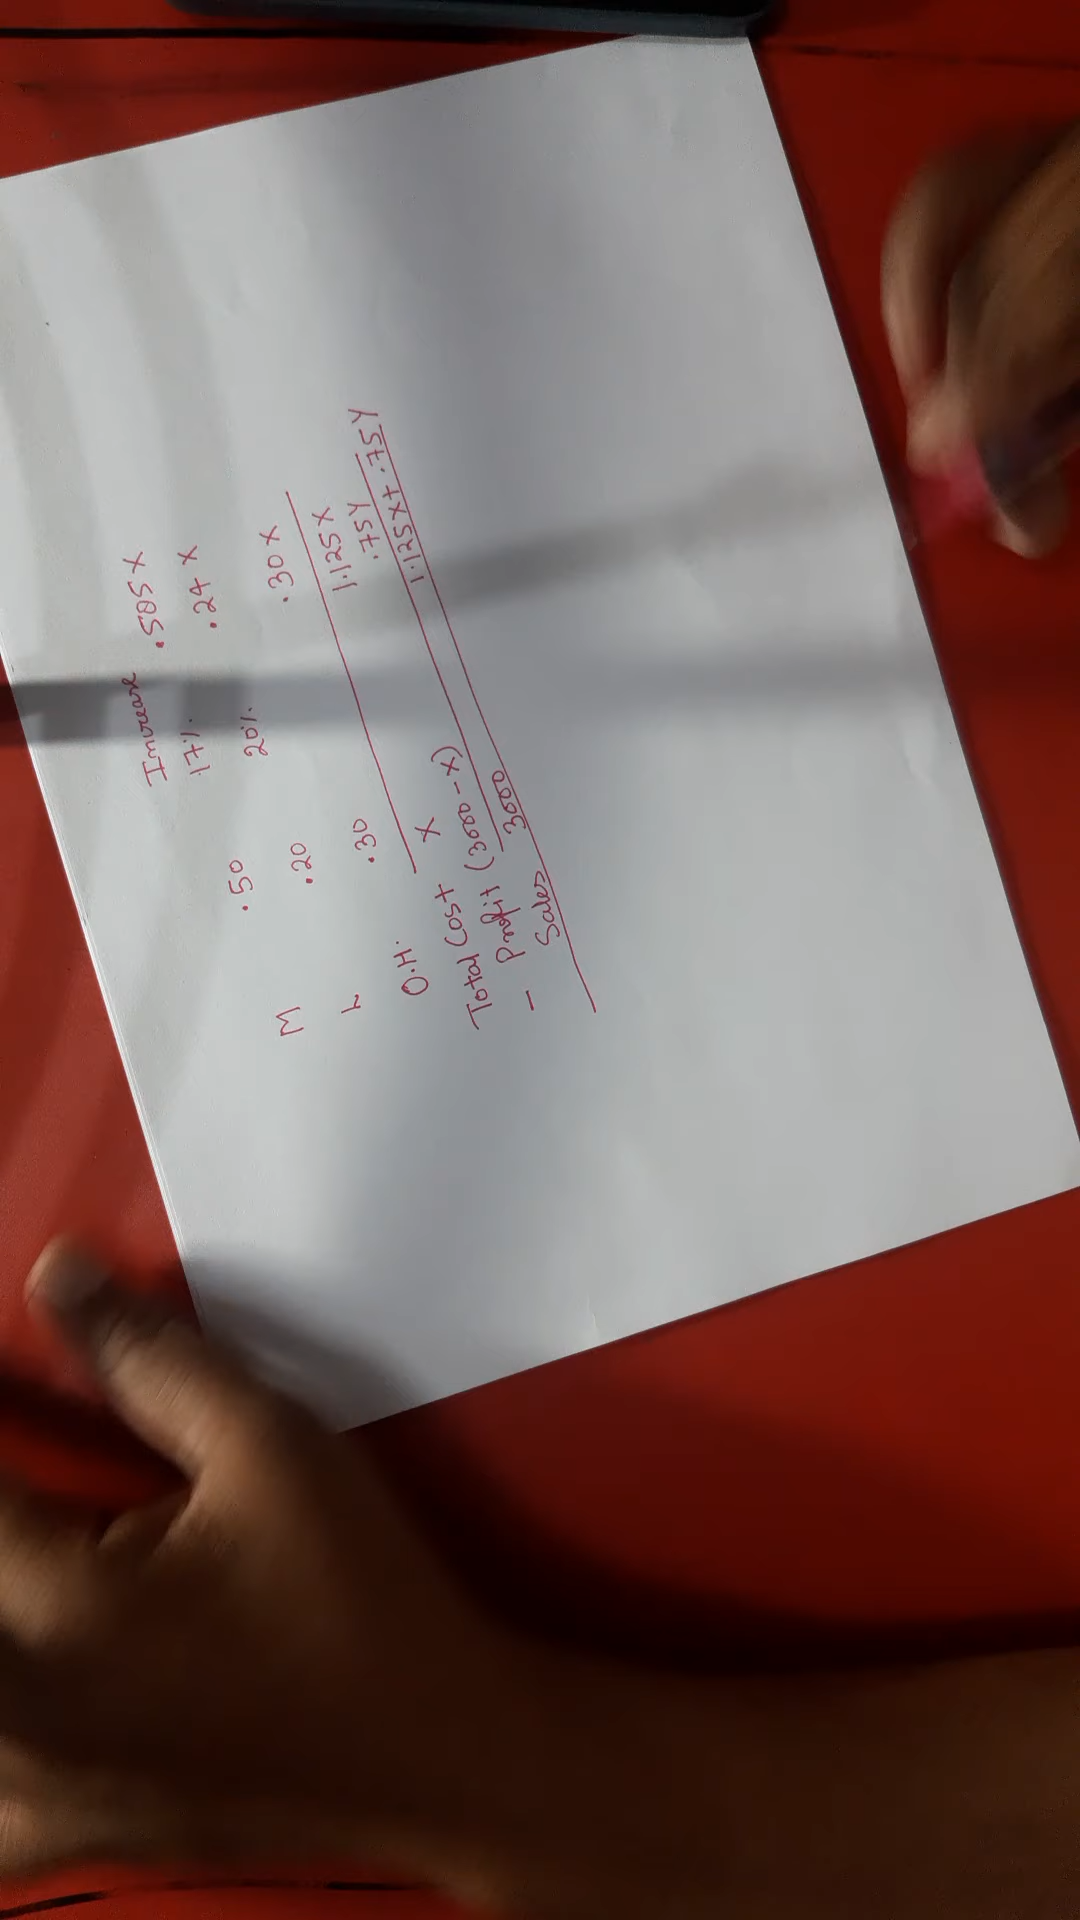 Increase
M .50 17% .585 X
L .20 20% .24 X
O.H. .30 .30 X
Total Cost X 1.125 X
- Profit (3000 - X) .75Y
Sales 3000 1.125X + .75Y